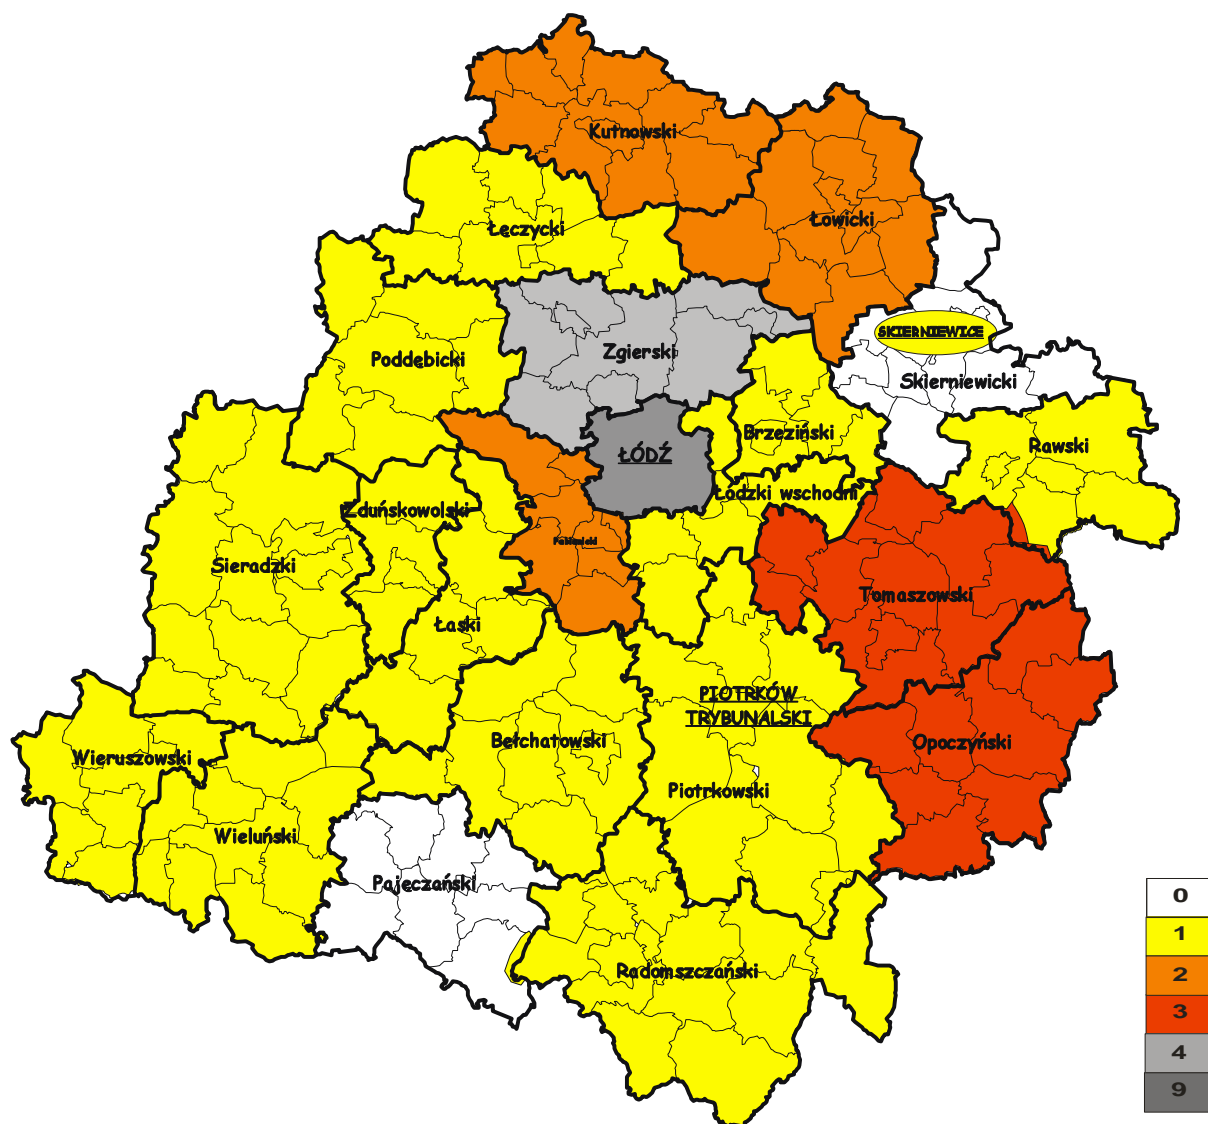 Kutnowski
Łowicki
Łęczycki
SKIERNIEWICE
Zgierski
Poddębicki
Skierniewicki
Brzeziński
Rawski
ŁÓDŹ
Łódzki wschodni
Zduńskowolski
Pabianicki
Sieradzki
Tomaszowski
Łaski
PIOTRKÓW
TRYBUNALSKI
Bełchatowski
Opoczyński
Wieruszowski
Piotrkowski
Wieluński
Pajęczański
Radomszczański
0
1
2
3
4
9